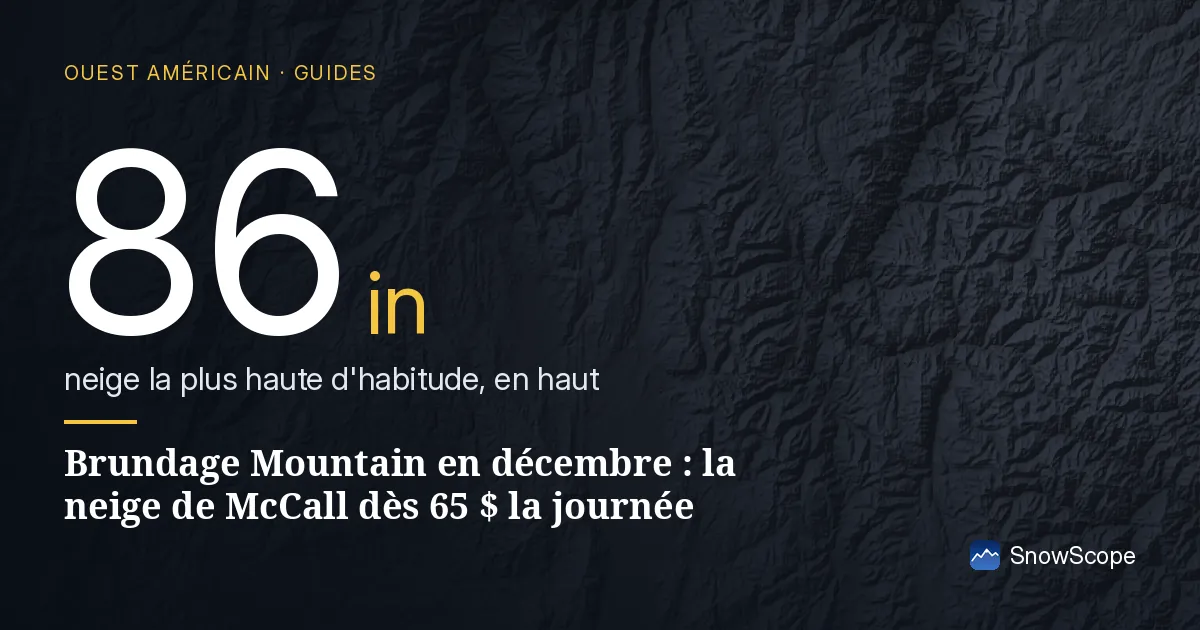 OUEST AMÉRICAIN · GUIDES
86 in
neige la plus haute d'habitude, en haut
Brundage Mountain en décembre : la
neige de McCall dès 65 $ la journée
SnowScope